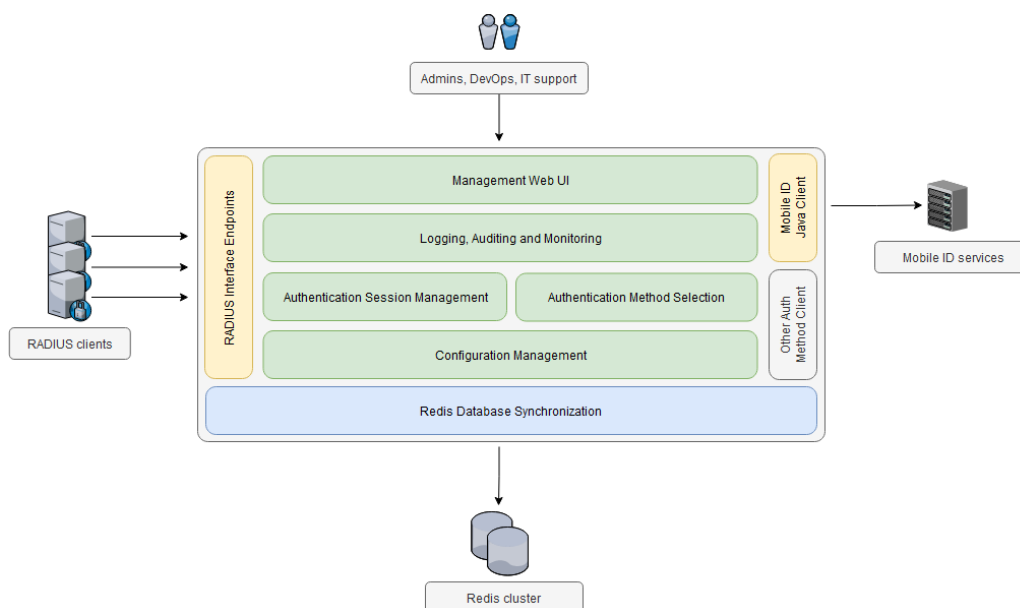 Admins, DevOps, IT support
RADIUS Interface Endpoints
Management Web UI
Mobile ID
Java Client
Logging, Auditing and Monitoring
Mobile ID services
Authentication Session Management
Authentication Method Selection
Other Auth
Method Client
RADIUS clients
Configuration Management
Redis Database Synchronization
Redis cluster